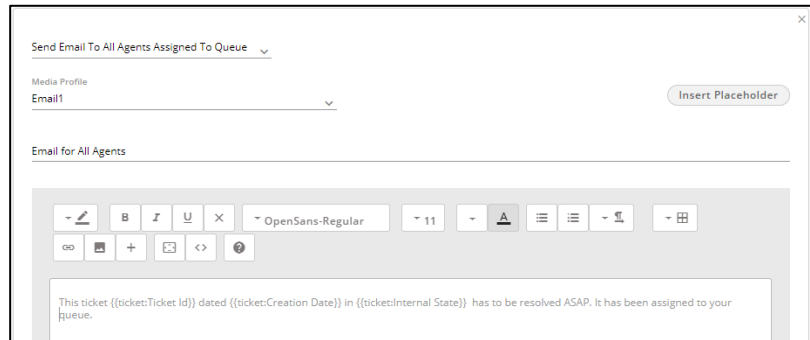 Send Email To All Agents Assigned To Queue
Media Profile
Email1
Insert Placeholder
Email for All Agents
B I U OpenSans-Regular 11 A
This ticket {{ticket:Ticket Id}} dated {{ticket:Creation Date}} in {{ticket:Internal State}} has to be resolved ASAP. It has been assigned to your
queue.